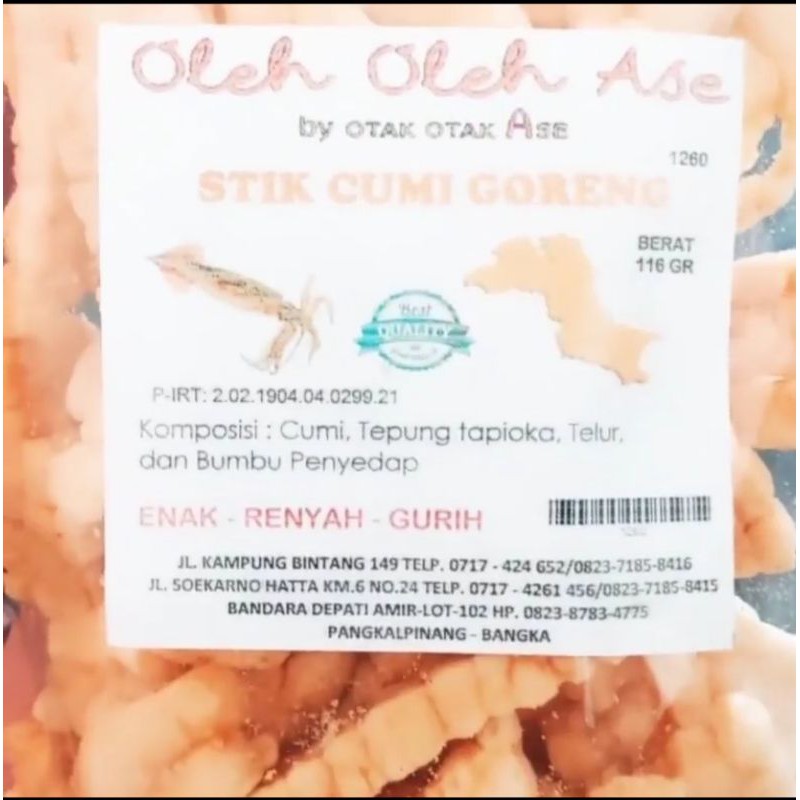 Oleh Oleh Ase
by OTAK OTAK ASE
1260
STIK CUMI GORENG
BERAT
116 GR
Best
QUALITY
P-IRT: 2.02.1904.04.0299.21
Komposisi : Cumi, Tepung tapioka, Telur,
dan Bumbu Penyedap
ENAK - RENYAH - GURIH
JL. KAMPUNG BINTANG 149 TELP. 0717 - 424 652/0823-7185-8416
JL. SOEKARNO HATTA KM.6 NO.24 TELP. 0717 - 4261 456/0823-7185-8415
BANDARA DEPATI AMIR-LOT-102 HP. 0823-8783-4775
PANGKALPINANG - BANGKA